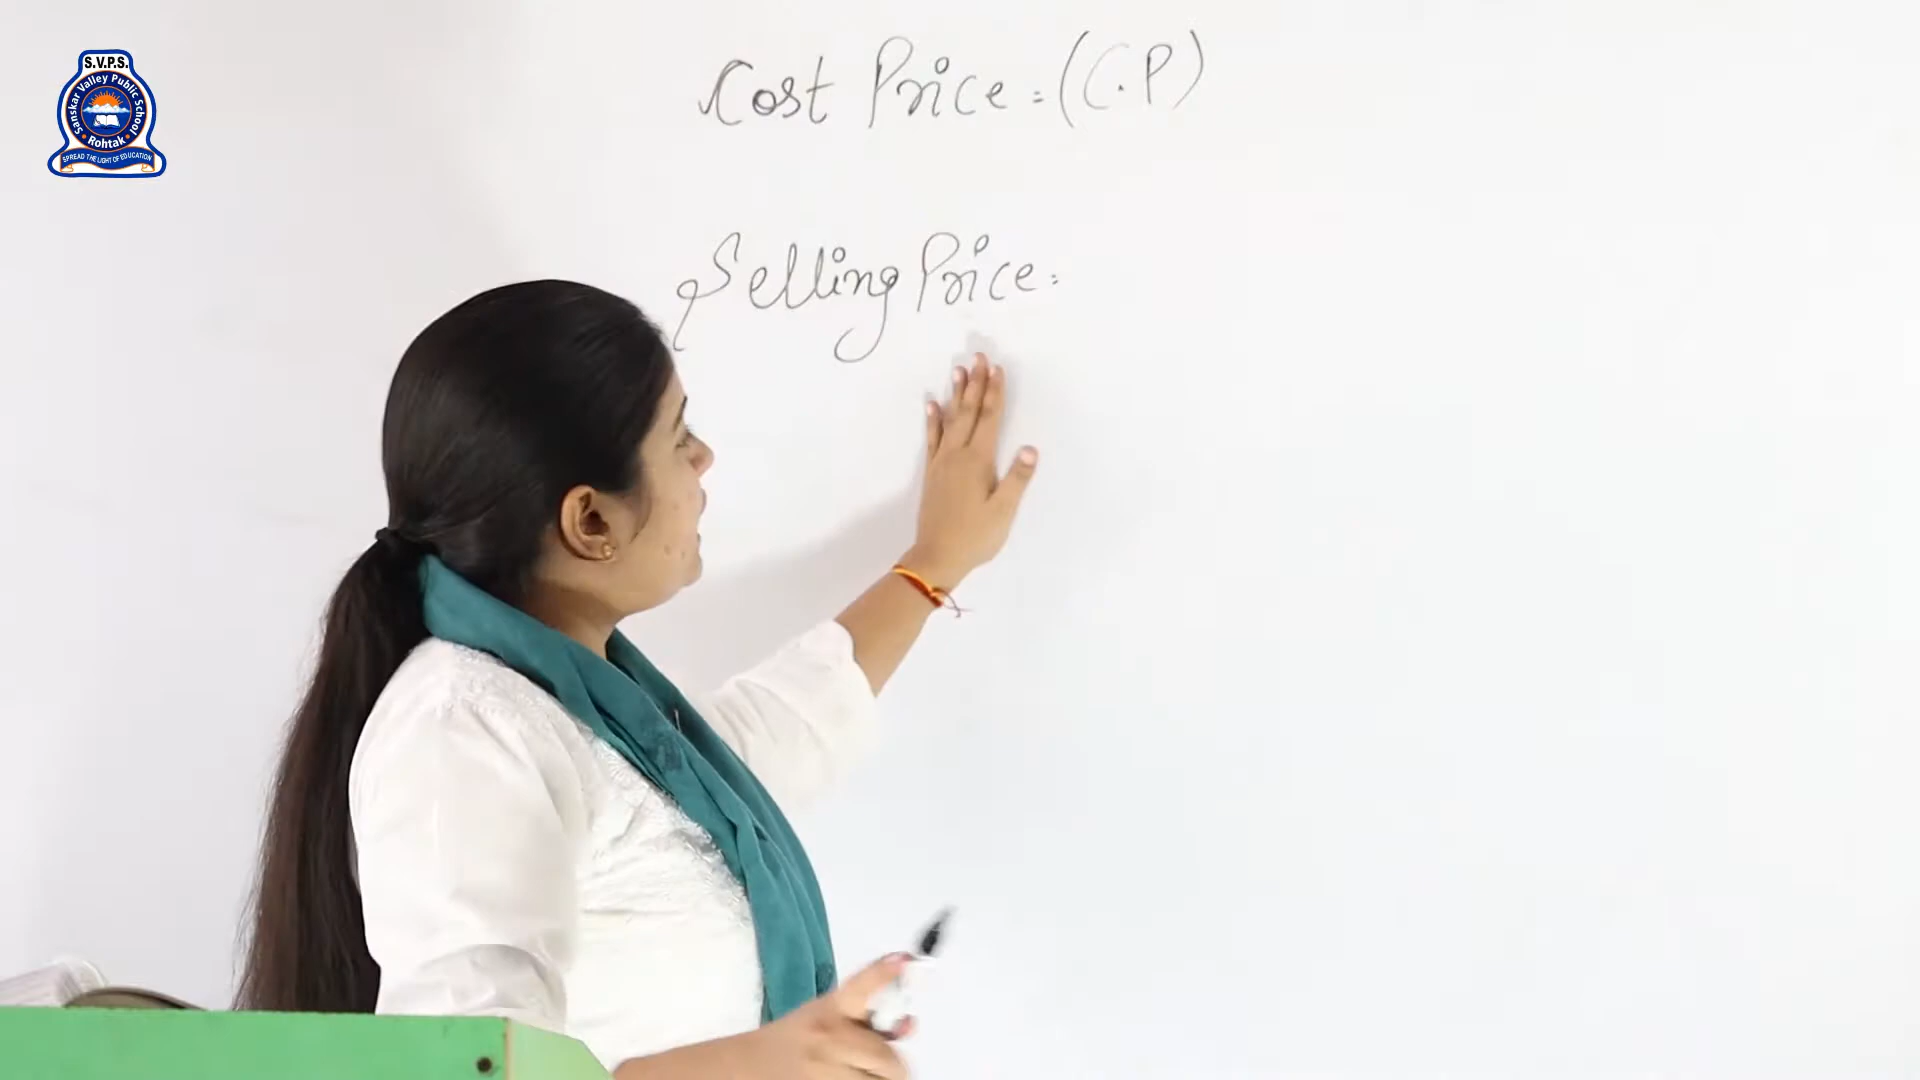 S.V.P.S.
Sanskar Valley Public School
Rohtak
SPREAD THE LIGHT OF EDUCATION
Cost Price = (C.P)
Selling Price =